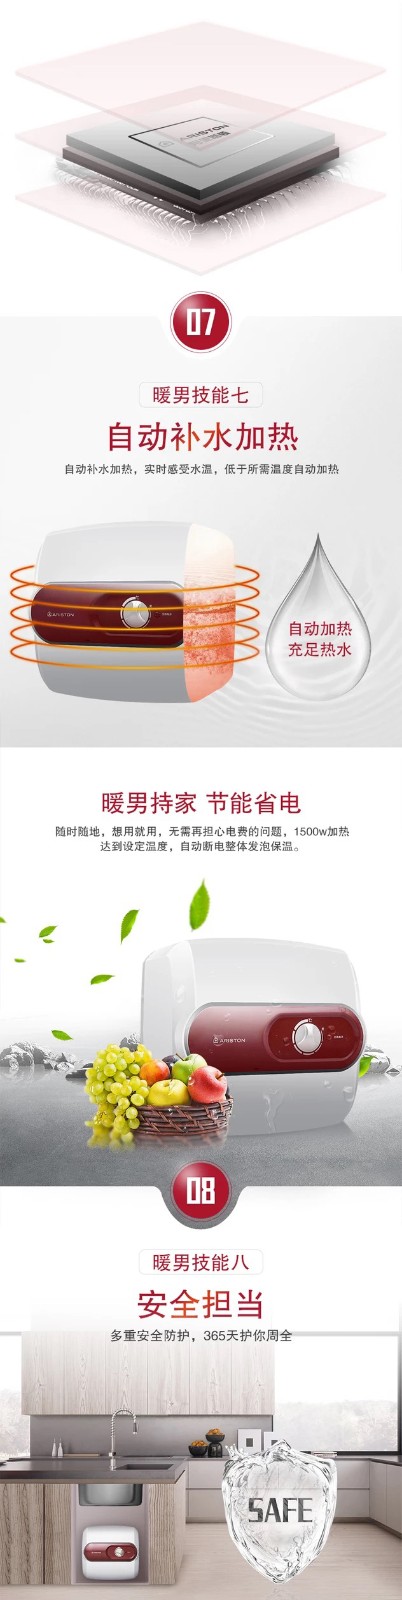 ARISTON
07
暖男技能七
自动补水加热
自动补水加热，实时感受水温，低于所需温度自动加热
ARISTON
自动加热
充足热水
暖男持家 节能省电
随时随地，想用就用，无需再担心电费的问题，1500w加热
达到设定温度，自动断电整体发泡保温。
ARISTON
08
暖男技能八
安全担当
多重安全防护，365天护你周全
SAFE